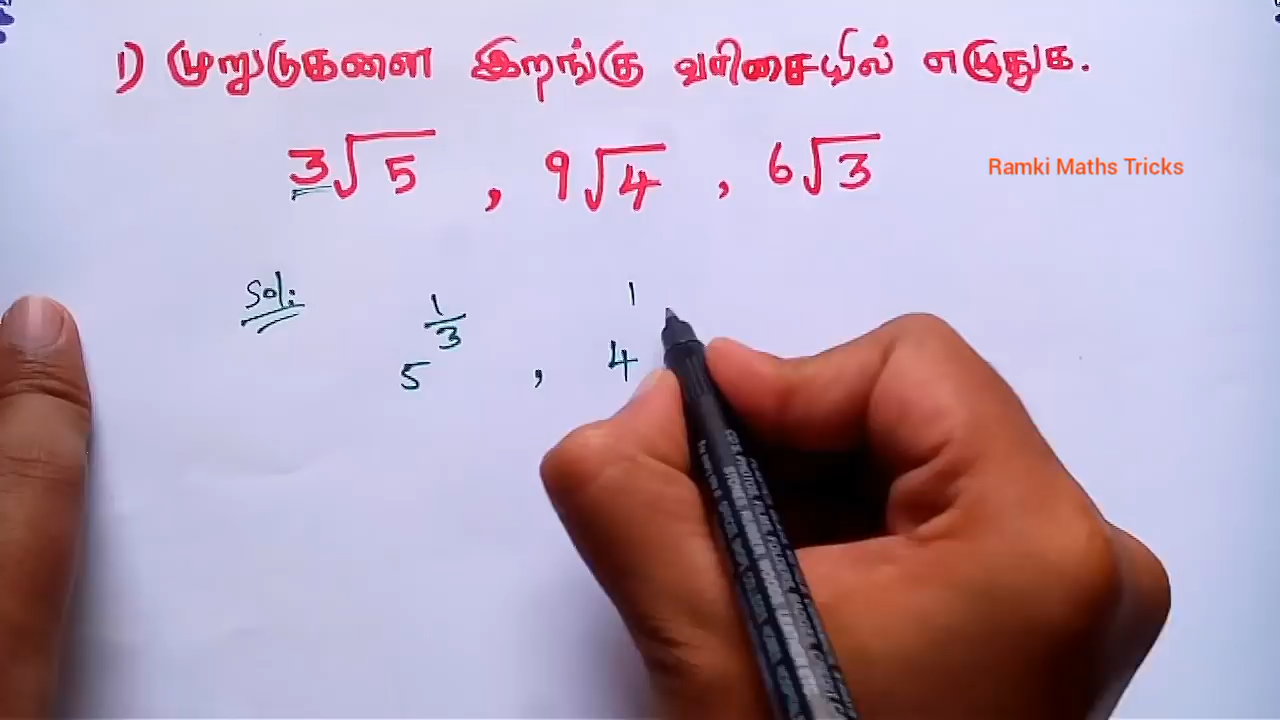 1) முறுடுகளை இறங்கு வரிசையில் எழுதுக.
3√5 , 9√4 , 6√3
Ramki Maths Tricks
Sol:
5^(1/3) , 4^1